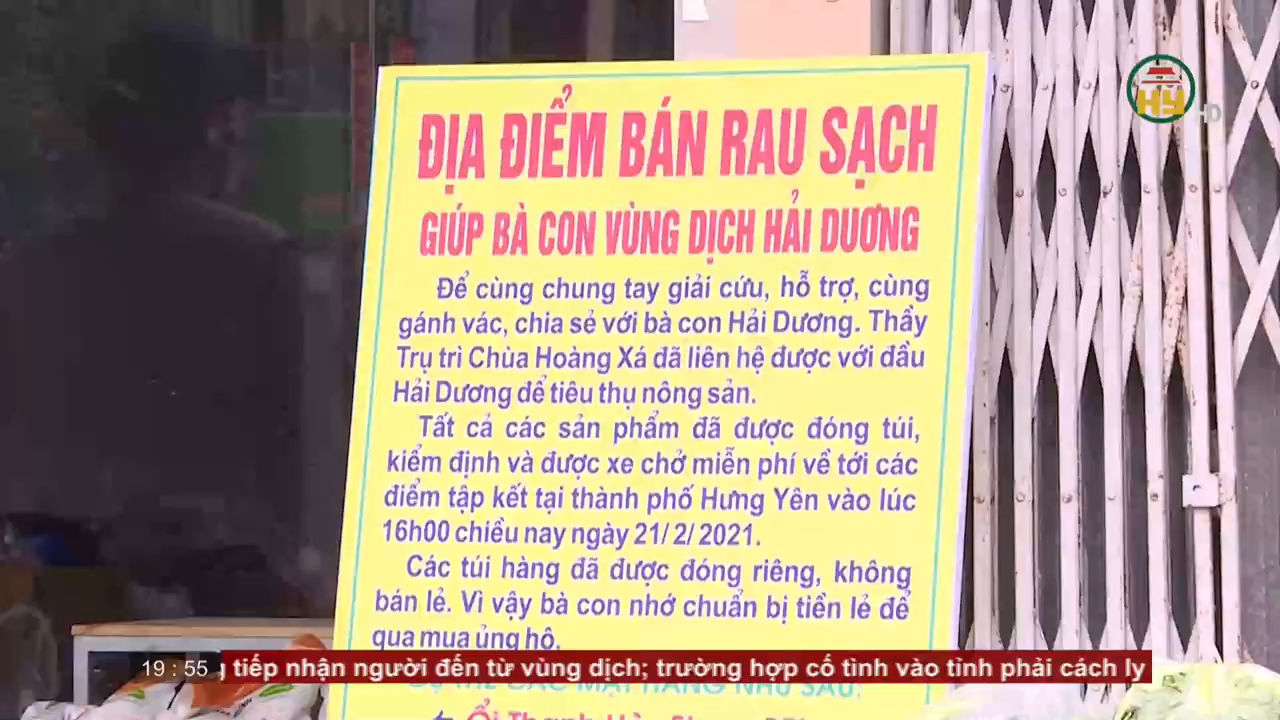 HY HD
ĐỊA ĐIỂM BÁN RAU SẠCH
GIÚP BÀ CON VÙNG DỊCH HẢI DƯƠNG
Để cùng chung tay giải cứu, hỗ trợ, cùng
gánh vác, chia sẻ với bà con Hải Dương. Thầy
Trụ trì Chùa Hoàng Xá đã liên hệ được với đầu
Hải Dương để tiêu thụ nông sản.
Tất cả các sản phẩm đã được đóng túi,
kiểm định và được xe chở miễn phí về tới các
điểm tập kết tại thành phố Hưng Yên vào lúc
16h00 chiều nay ngày 21/ 2/ 2021.
Các túi hàng đã được đóng riêng, không
bán lẻ. Vì vậy bà con nhớ chuẩn bị tiền lẻ để
qua mua ủng hộ.
19 : 55 tiếp nhận người đến từ vùng dịch; trường hợp cố tình vào tỉnh phải cách ly